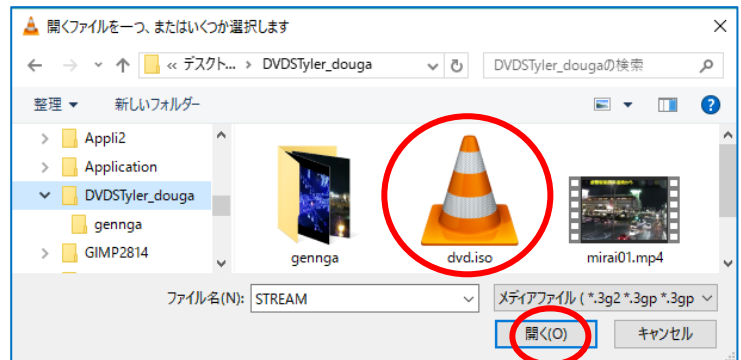 開くファイルを一つ、またはいくつか選択します
« デスクト... › DVDSTyler_douga
DVDSTyler_dougaの検索
整理 新しいフォルダー
Appli2
Application
DVDSTyler_douga
gennga
GIMP2814
gennga
dvd.iso
mirai01.mp4
ファイル名(N): STREAM
メディアファイル ( *.3g2 *.3gp *.3gp
開く(O) キャンセル